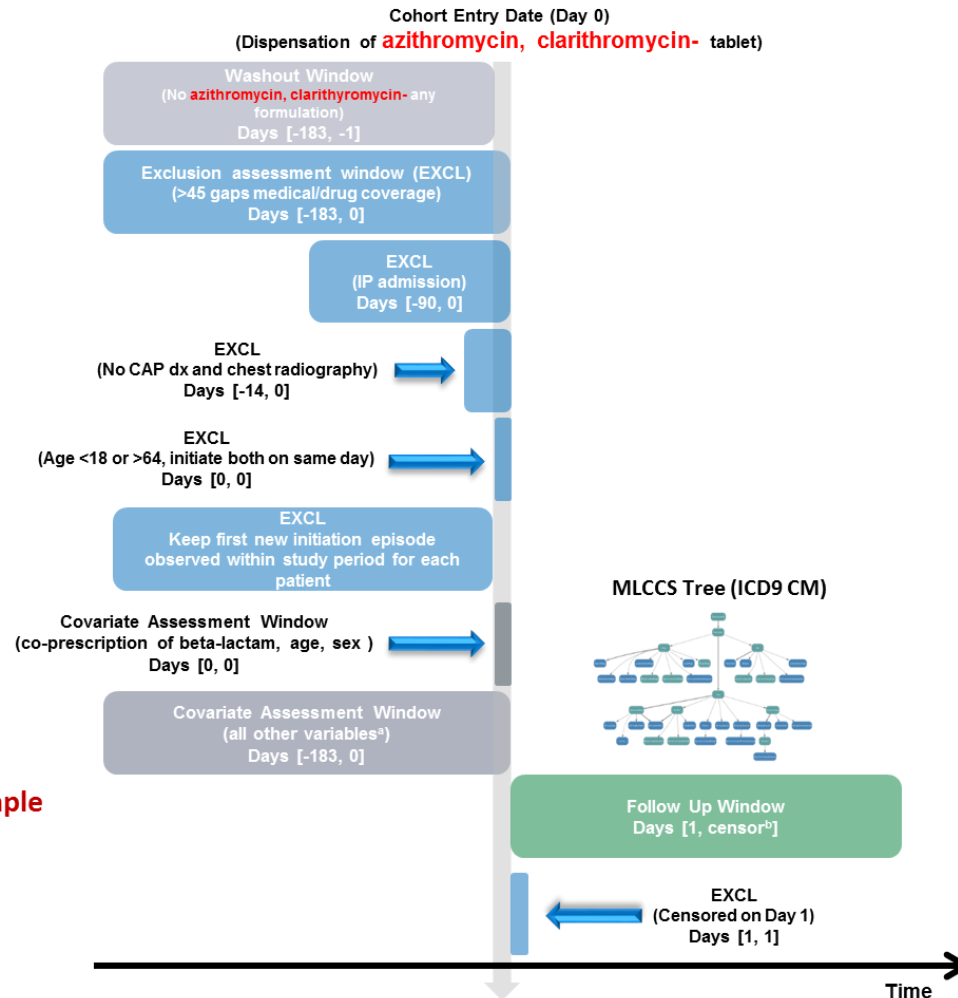 Cohort Entry Date (Day 0)
(Dispensation of azithromycin, clarithromycin- tablet)
Washout Window
(No azithromycin, clarithyromycin- any
formulation)
Days [-183, -1]
Exclusion assessment window (EXCL)
(>45 gaps medical/drug coverage)
Days [-183, 0]
EXCL
(IP admission)
Days [-90, 0]
EXCL
(No CAP dx and chest radiography)
Days [-14, 0]
EXCL
(Age <18 or >64, initiate both on same day)
Days [0, 0]
EXCL
Keep first new initiation episode
observed within study period for each
patient
MLCCS Tree (ICD9 CM)
Covariate Assessment Window
(co-prescription of beta-lactam, age, sex )
Days [0, 0]
Covariate Assessment Window
(all other variablesᵃ)
Days [-183, 0]
ple
Follow Up Window
Days [1, censorᵇ]
EXCL
(Censored on Day 1)
Days [1, 1]
Time